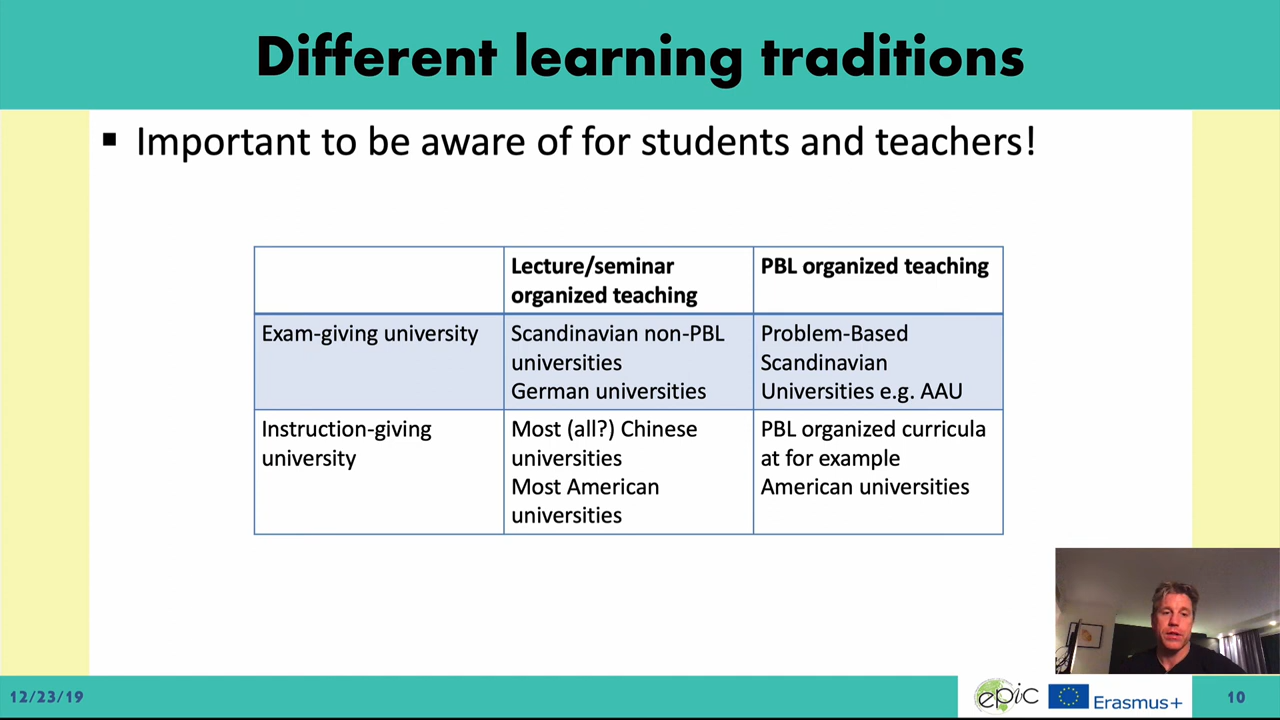 Different learning traditions
▪ Important to be aware of for students and teachers!
Lecture/seminar
organized teaching
PBL organized teaching
Exam-giving university
Scandinavian non-PBL
universities
German universities
Problem-Based
Scandinavian
Universities e.g. AAU
Instruction-giving
university
Most (all?) Chinese
universities
Most American
universities
PBL organized curricula
at for example
American universities
12/23/19
epic
Erasmus+
10